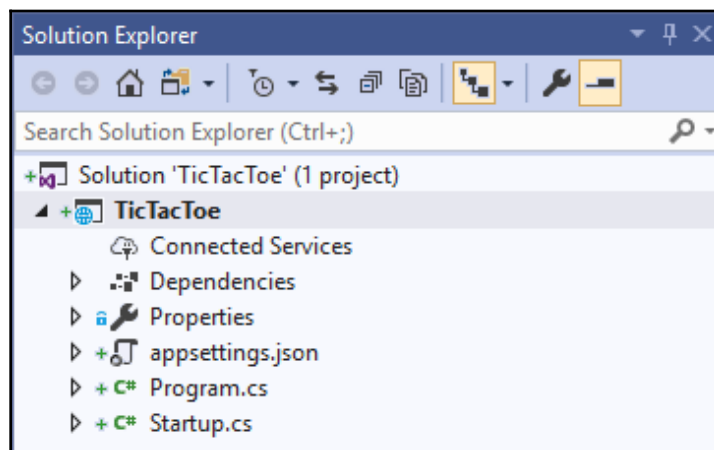 Solution Explorer
Search Solution Explorer (Ctrl+;)
Solution 'TicTacToe' (1 project)
TicTacToe
Connected Services
Dependencies
Properties
appsettings.json
C# Program.cs
C# Startup.cs